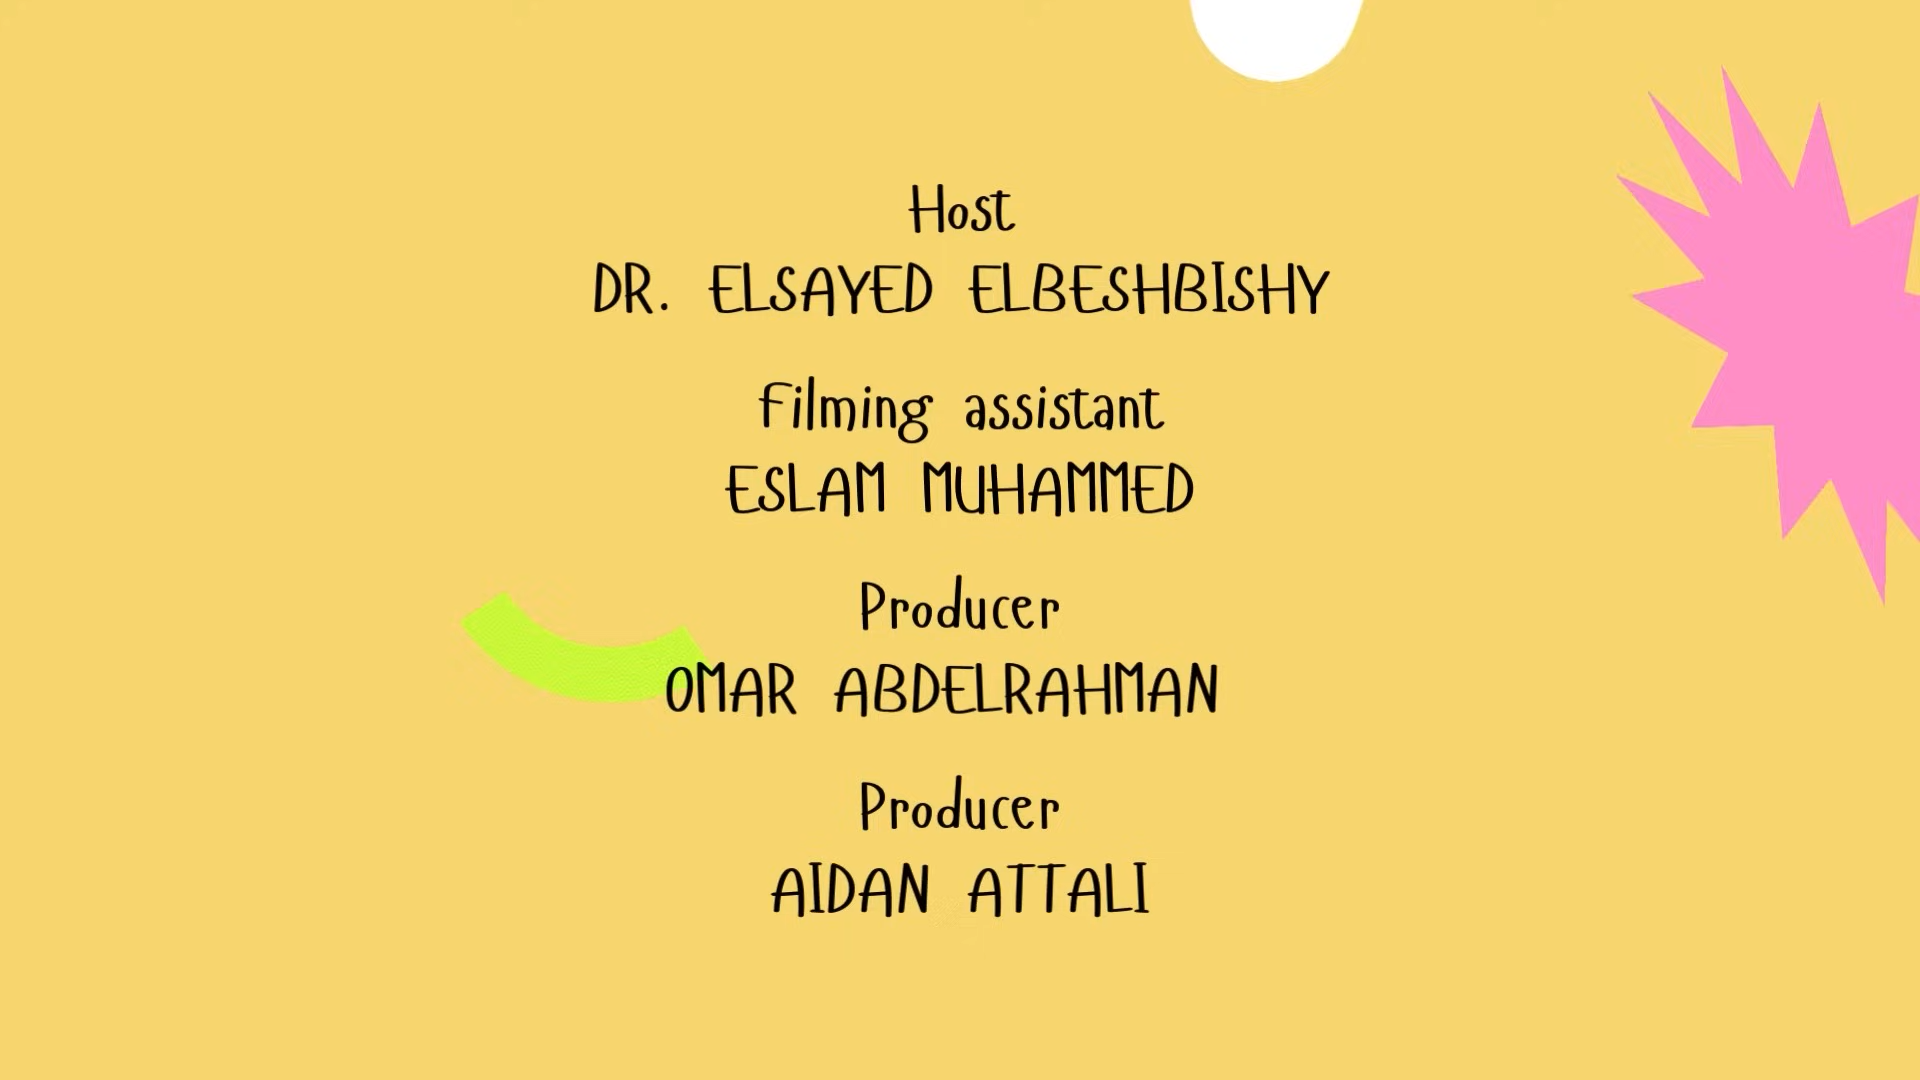 Host
DR. ELSAYED ELBESHBISHY
Filming assistant
ESLAM MUHAMMED
Producer
OMAR ABDELRAHMAN
Producer
AIDAN ATTALI